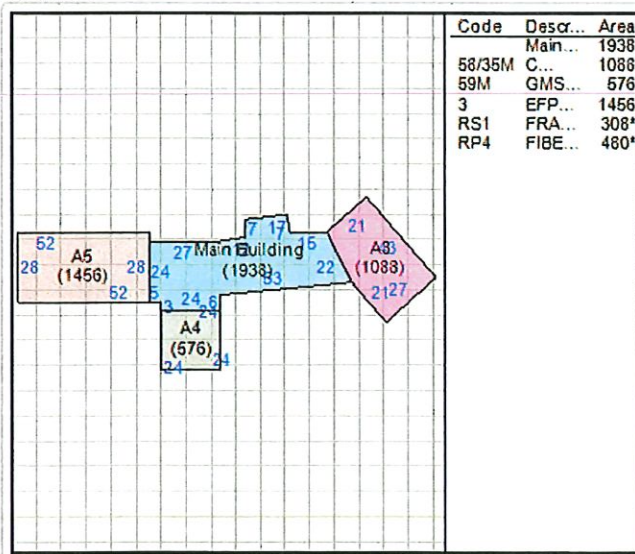 Code Descr... Area
Main... 1938
58/35M C... 1088
59M GMS... 576
3 EFP... 1456
RS1 FRA... 308*
RP4 FIBE... 480*
7 17 7
21
52
27
Main Building
(1938)
15
A5
(1456)
28
28
24
22
53
A3
(1088)
21 27
52
5
3
24
6
24
A4
(576)
24
24